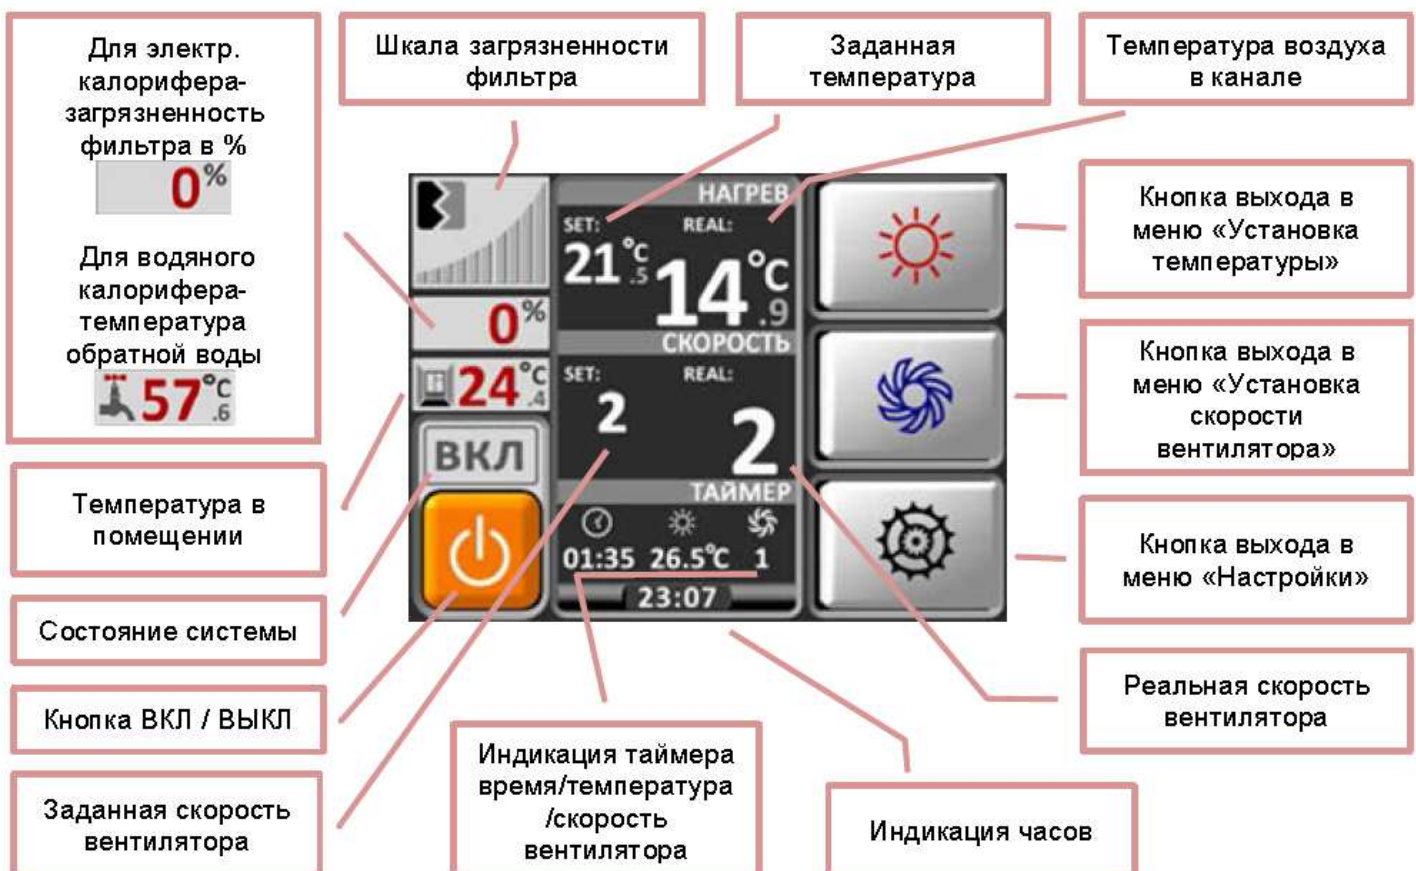 Для электр.
калорифера-
загрязненность
фильтра в %
0%
Для водяного
калорифера-
температура
обратной воды
57°C
.6
Шкала загрязненности
фильтра
Заданная
температура
Температура воздуха
в канале
НАГРЕВ
SET:
REAL:
21°C
.5
14°C
.9
0%
СКОРОСТЬ
24°C
.4
SET:
REAL:
2
2
ВКЛ
ТАЙМЕР
01:35 26.5°C 1
23:07
Кнопка выхода в
меню «Установка
температуры»
Кнопка выхода в
меню «Установка
скорости
вентилятора»
Кнопка выхода в
меню «Настройки»
Реальная скорость
вентилятора
Температура в
помещении
Состояние системы
Кнопка ВКЛ / ВЫКЛ
Заданная скорость
вентилятора
Индикация таймера
время/температура
/скорость
вентилятора
Индикация часов